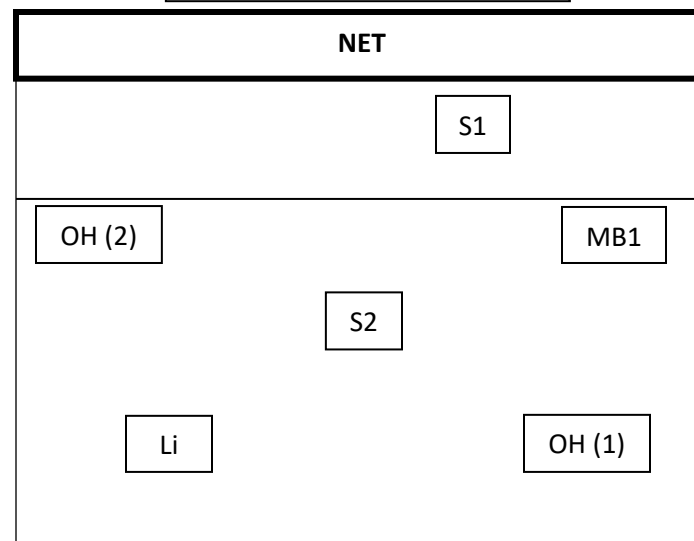 NET
S1
OH (2)
MB1
S2
Li
OH (1)